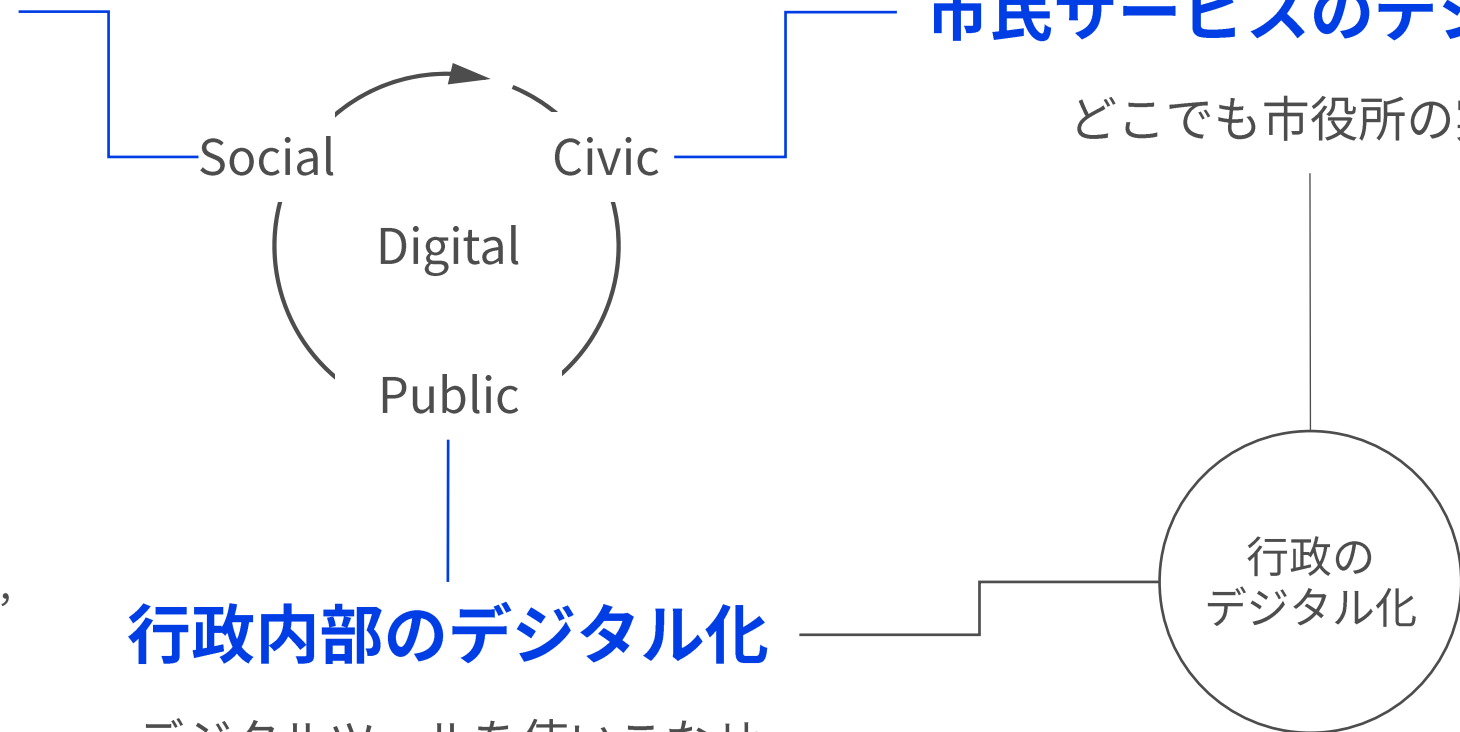 市民サービスのデジ
どこでも市役所の
Social
Civic
Digital
Public
行政の
デジタル化
行政内部のデジタル化